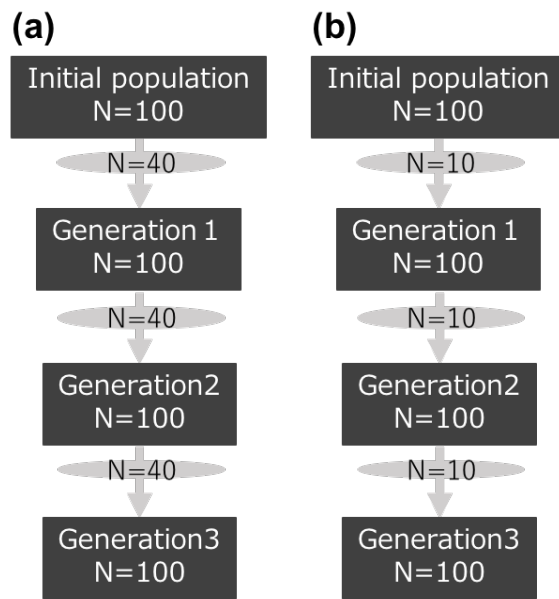 (a)
Initial population
N=100
N=40
Generation 1
N=100
N=40
Generation2
N=100
N=40
Generation3
N=100
(b)
Initial population
N=100
N=10
Generation 1
N=100
N=10
Generation2
N=100
N=10
Generation3
N=100